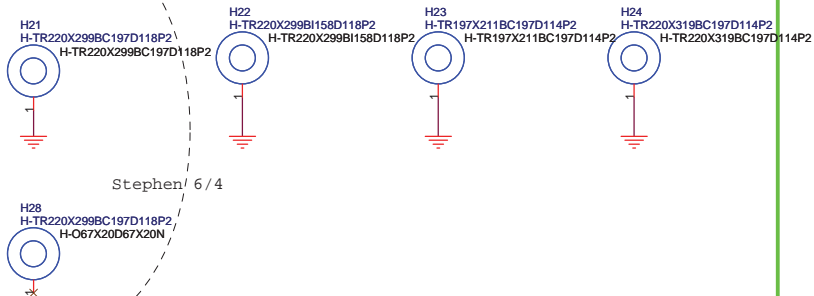 H21
H-TR220X299BC197D118P2
H-TR220X299BC197D118P2
1
H22
H-TR220X299BI158D118P2
H-TR220X299BI158D118P2
1
H23
H-TR197X211BC197D114P2
H-TR197X211BC197D114P2
1
H24
H-TR220X319BC197D114P2
H-TR220X319BC197D114P2
1
Stephen 6/4
H28
H-TR220X299BC197D118P2
H-O67X20D67X20N
1